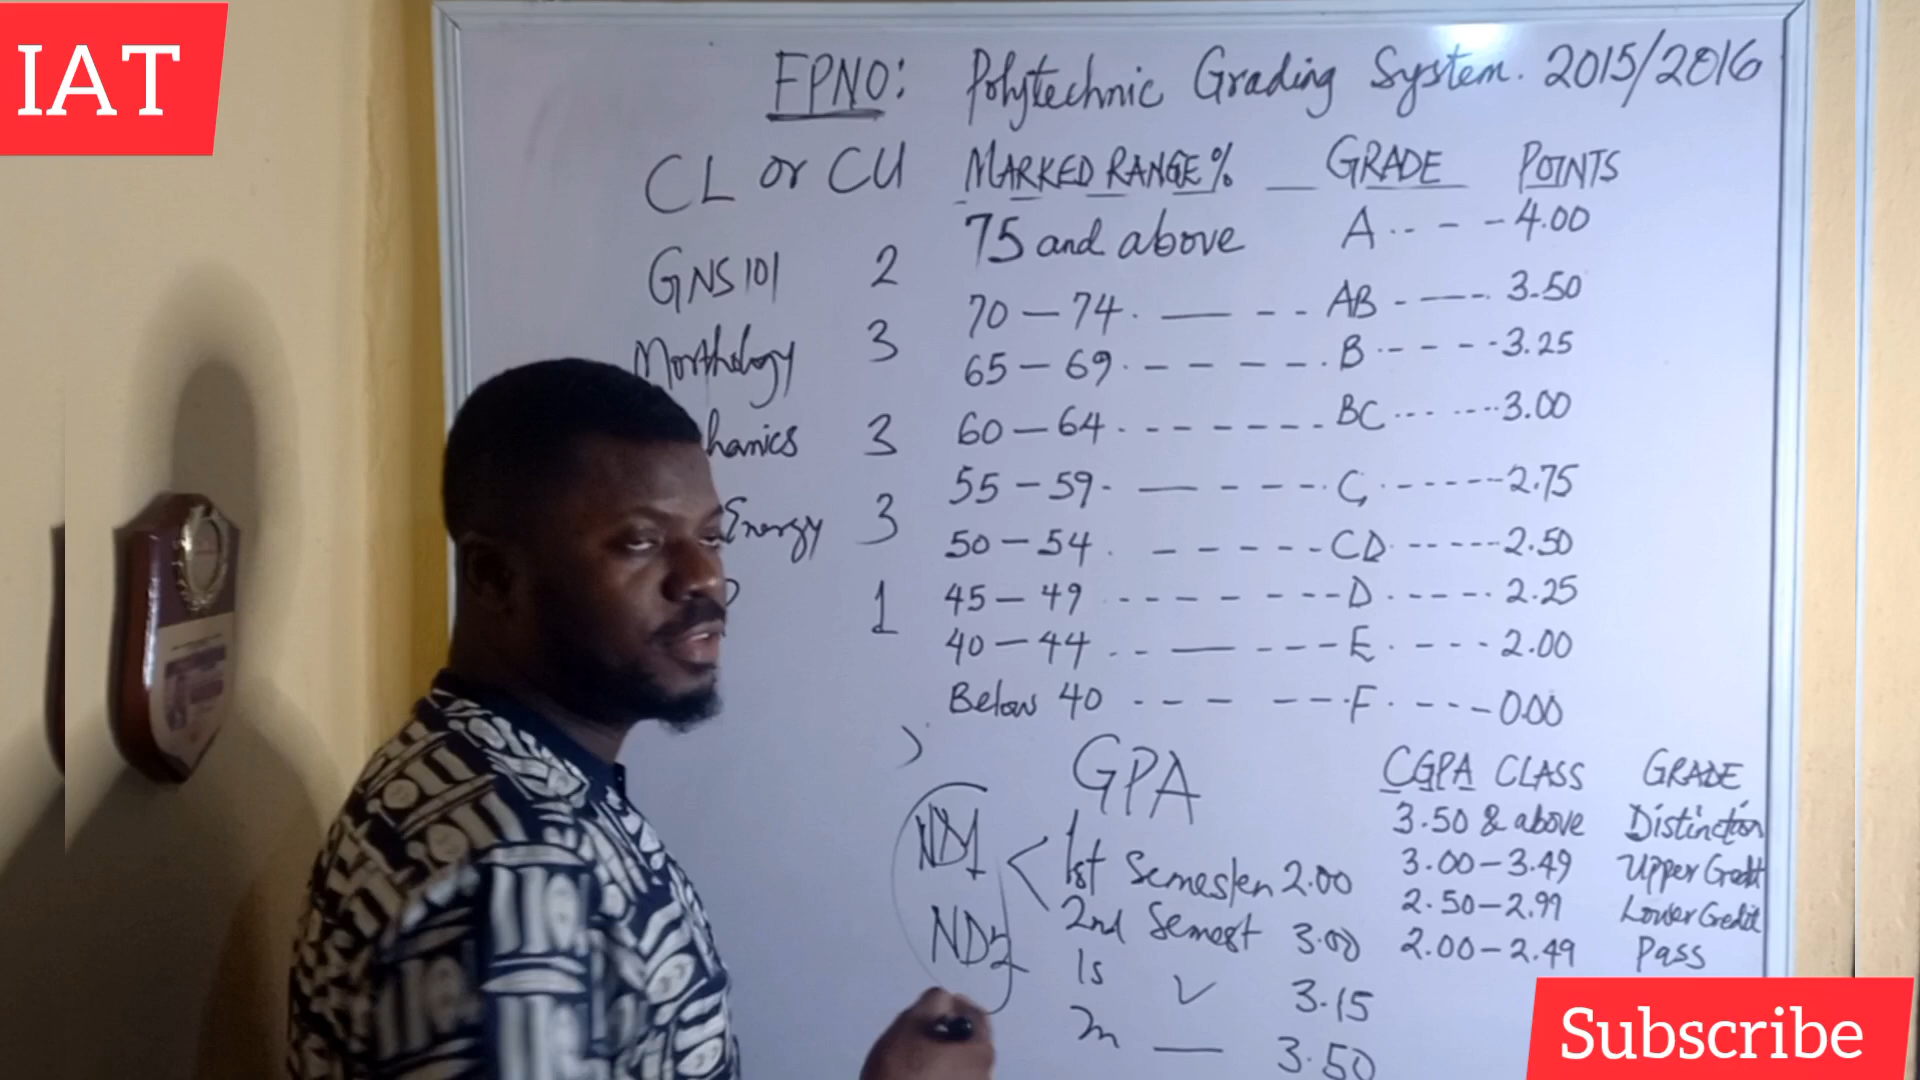 IAT
FPNO: Polytechnic Grading System. 2015/2016
CL or CU MARKED RANGE % GRADE POINTS
GNS 101 2 75 and above A 4.00
Morthology 3 70 - 74 AB 3.50
65 - 69 B 3.25
hanics 3 60 - 64 BC 3.00
Energy 3 55 - 59 C 2.75
50 - 54 CD 2.50
1 45 - 49 D 2.25
40 - 44 E 2.00
Below 40 F 0.00
GPA CGPA CLASS GRADE
ND1 1st Semester 2.00 3.50 & above Distinction
3.00 - 3.49 Upper Credit
ND2 2nd Semest 3.00 2.50 - 2.99 Lower Credit
2.00 - 2.49 Pass
1s 3.15
3.50
Subscribe